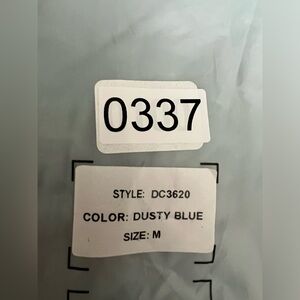 0337
STYLE: DC3620
COLOR: DUSTY BLUE
SIZE: M